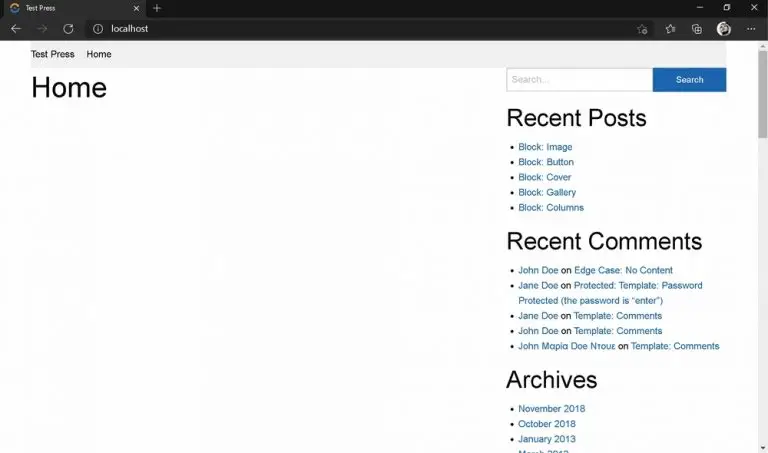 Test Press
localhost
Test Press Home
Home
Search...
Search
Recent Posts
Block: Image
Block: Button
Block: Cover
Block: Gallery
Block: Columns
Recent Comments
John Doe on Edge Case: No Content
Jane Doe on Protected: Template: Password
Protected (the password is “enter”)
Jane Doe on Template: Comments
John Doe on Template: Comments
John Μαρία Doe Ντουε on Template: Comments
Archives
November 2018
October 2018
January 2013